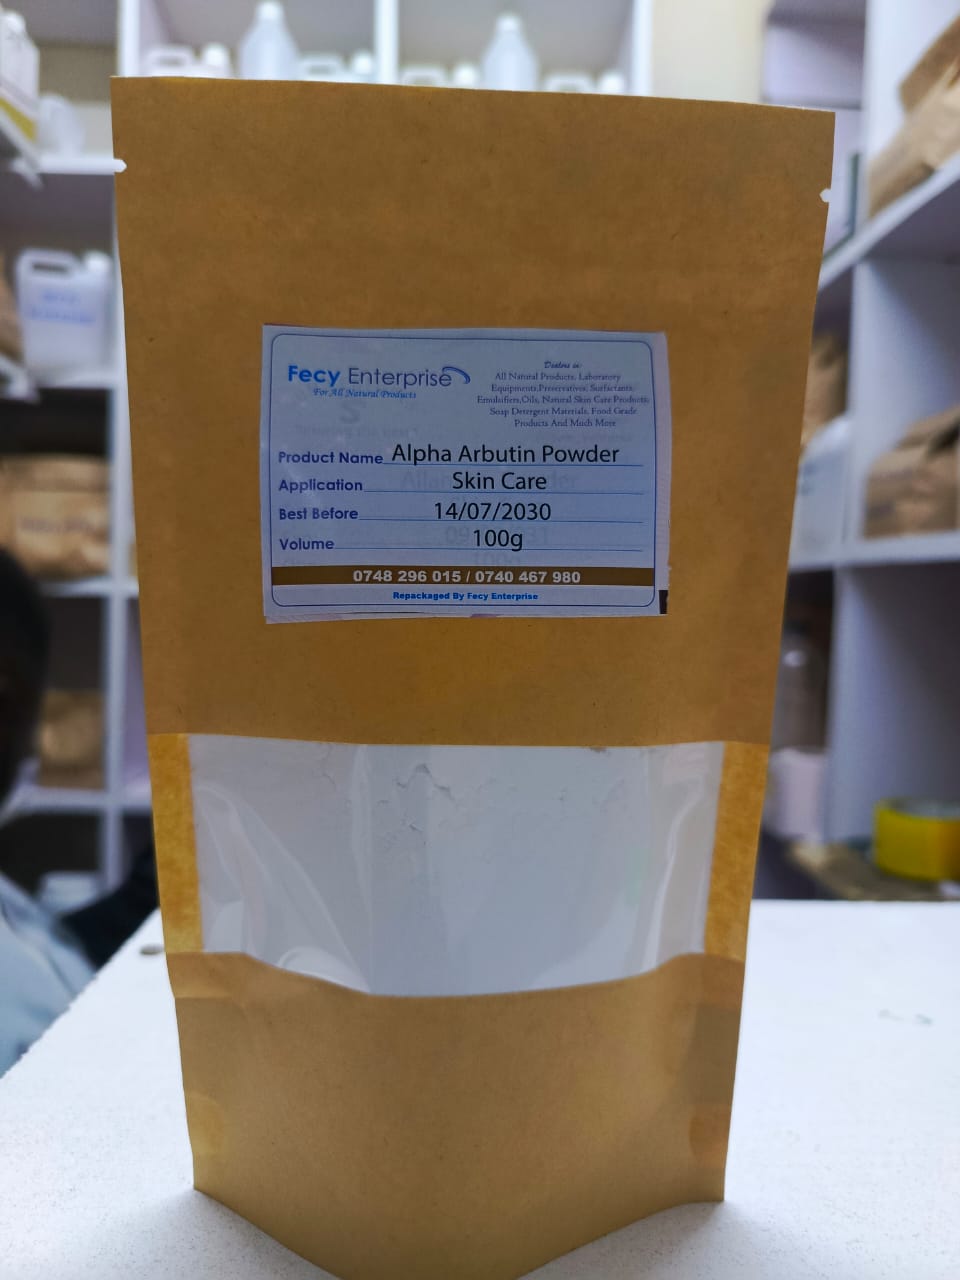 Fecy Enterprise
For All Natural Products
Dealers in:
All Natural Products, Laboratory
Equipments,Preservatives, Surfactants,
Emulsifiers,Oils, Natural Skin Care Products,
Soap Detergent Materials, Food Grade
Products And Much More
Product Name Alpha Arbutin Powder
Application Skin Care
Best Before 14/07/2030
Volume 100g
0748 296 015 / 0740 467 980
Repackaged By Fecy Enterprise